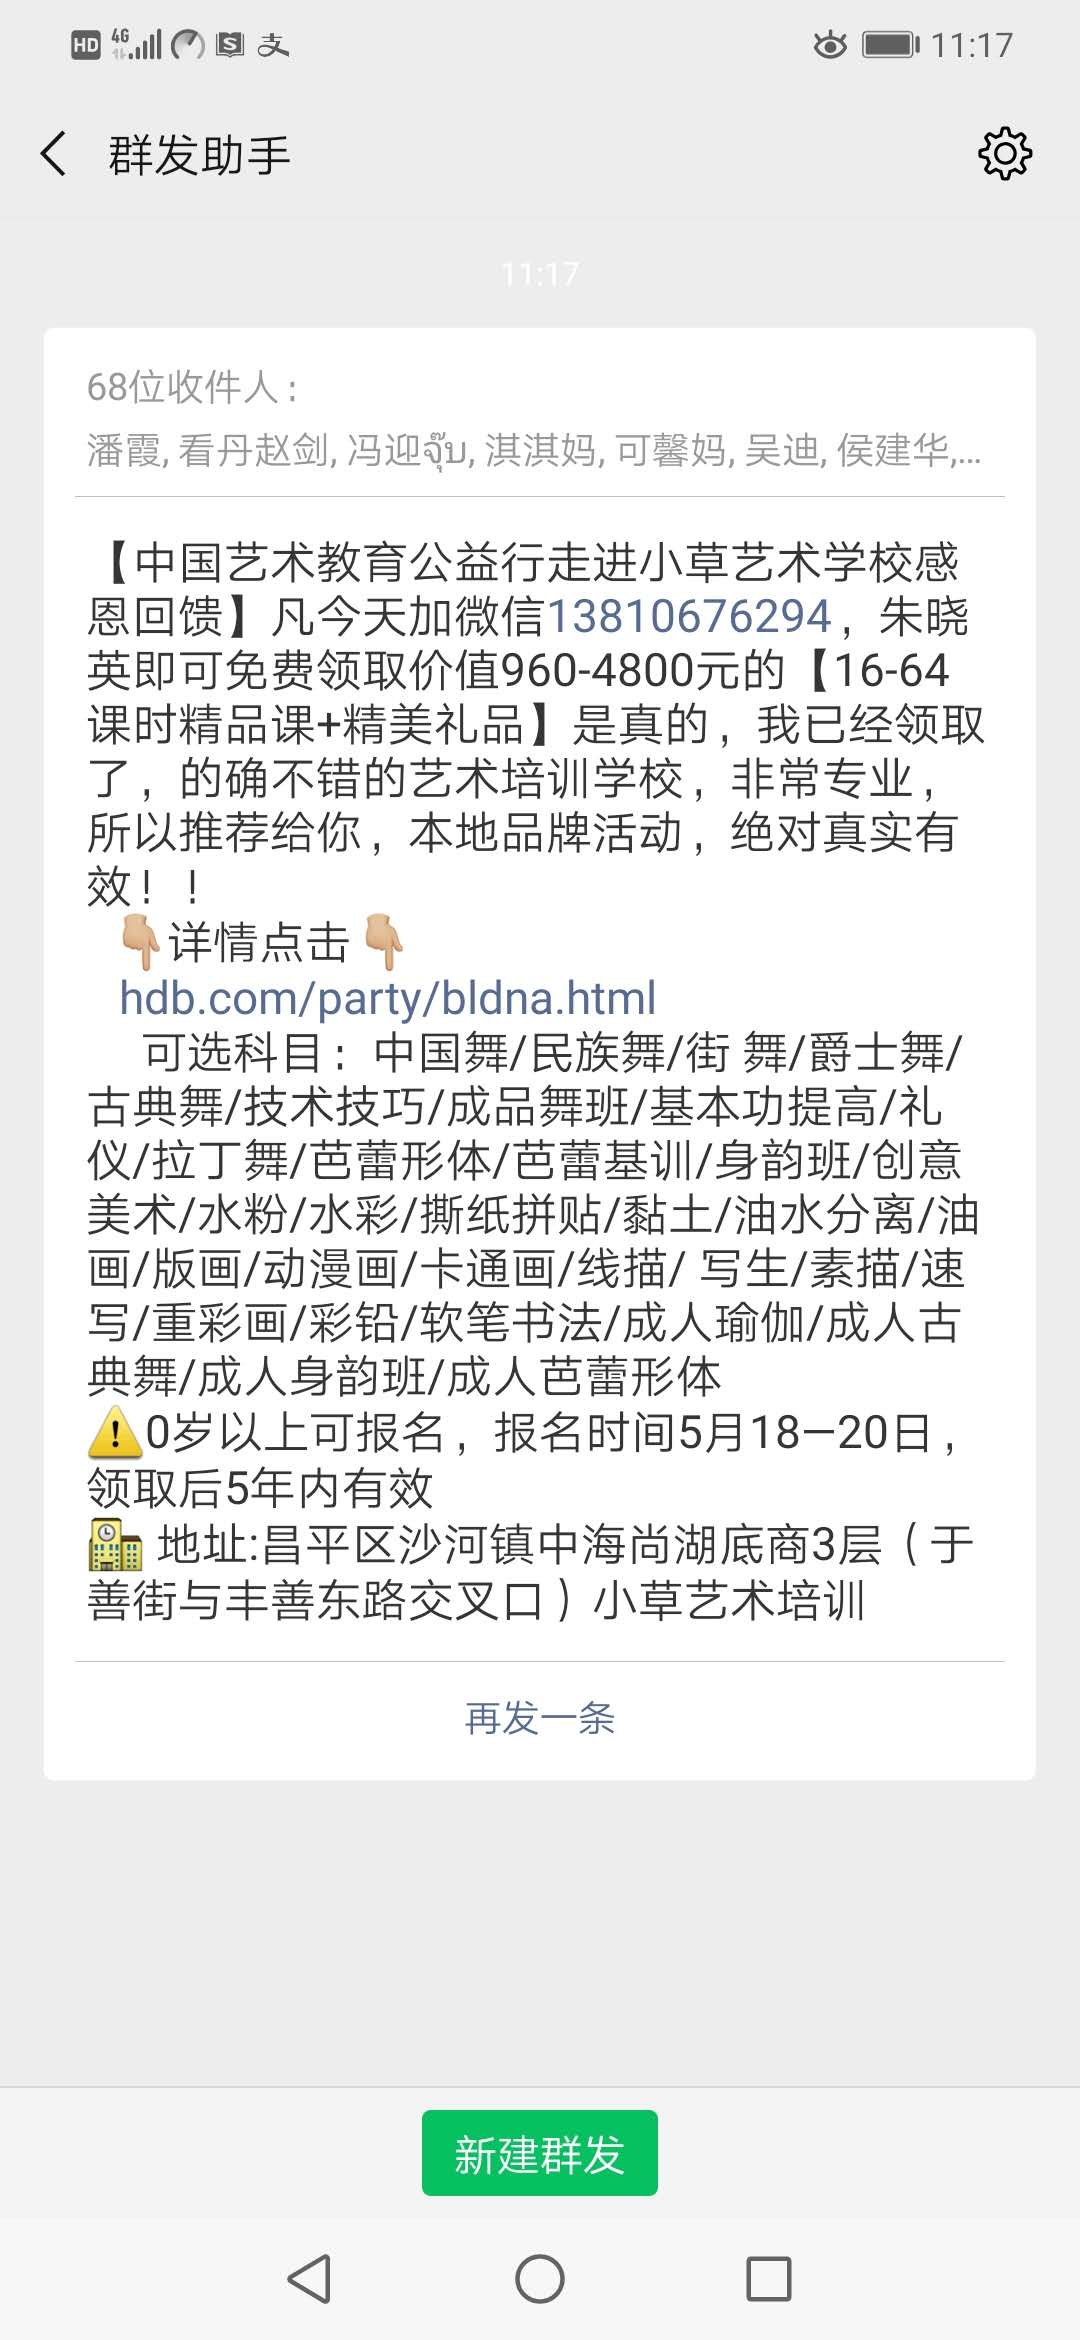 HD 4G 11:17
群发助手
11:17
68位收件人：
潘霞, 看丹赵剑, 冯迎จุ๊บ, 淇淇妈, 可馨妈, 吴迪, 侯建华,...
【中国艺术教育公益行走进小草艺术学校感
恩回馈】凡今天加微信13810676294，朱晓
英即可免费领取价值960-4800元的【16-64
课时精品课+精美礼品】是真的，我已经领取
了，的确不错的艺术培训学校，非常专业，
所以推荐给你，本地品牌活动，绝对真实有
效！！
👇🏼详情点击👇🏼
hdb.com/party/bldna.html
可选科目：中国舞/民族舞/街 舞/爵士舞/
古典舞/技术技巧/成品舞班/基本功提高/礼
仪/拉丁舞/芭蕾形体/芭蕾基训/身韵班/创意
美术/水粉/水彩/撕纸拼贴/黏土/油水分离/油
画/版画/动漫画/卡通画/线描/ 写生/素描/速
写/重彩画/彩铅/软笔书法/成人瑜伽/成人古
典舞/成人身韵班/成人芭蕾形体
⚠️0岁以上可报名，报名时间5月18—20日，
领取后5年内有效
🏫 地址:昌平区沙河镇中海尚湖底商3层（于
善街与丰善东路交叉口）小草艺术培训
再发一条
新建群发